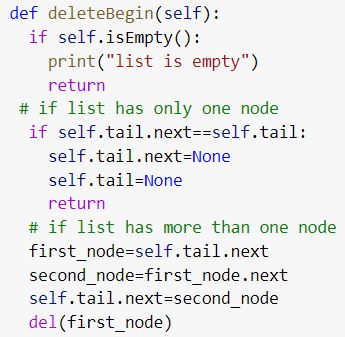 def deleteBegin(self):
if self.isEmpty():
print("list is empty")
return
# if list has only one node
if self.tail.next==self.tail:
self.tail.next=None
self.tail=None
return
# if list has more than one node
first_node=self.tail.next
second_node=first_node.next
self.tail.next=second_node
del(first_node)